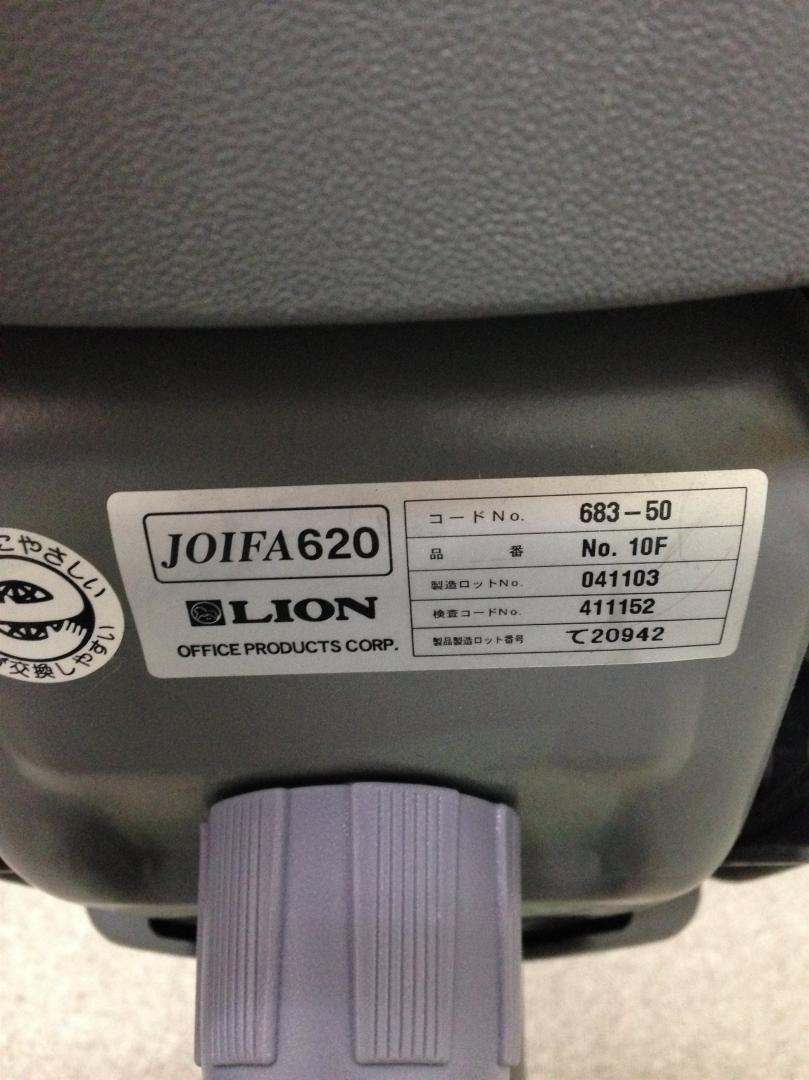 こやさしい
交換しやすい
JOIFA620
LION
OFFICE PRODUCTS CORP.
コードNo. 683-50
品番 No. 10F
製造ロットNo. 041103
検査コードNo. 411152
製品製造ロット番号 て20942